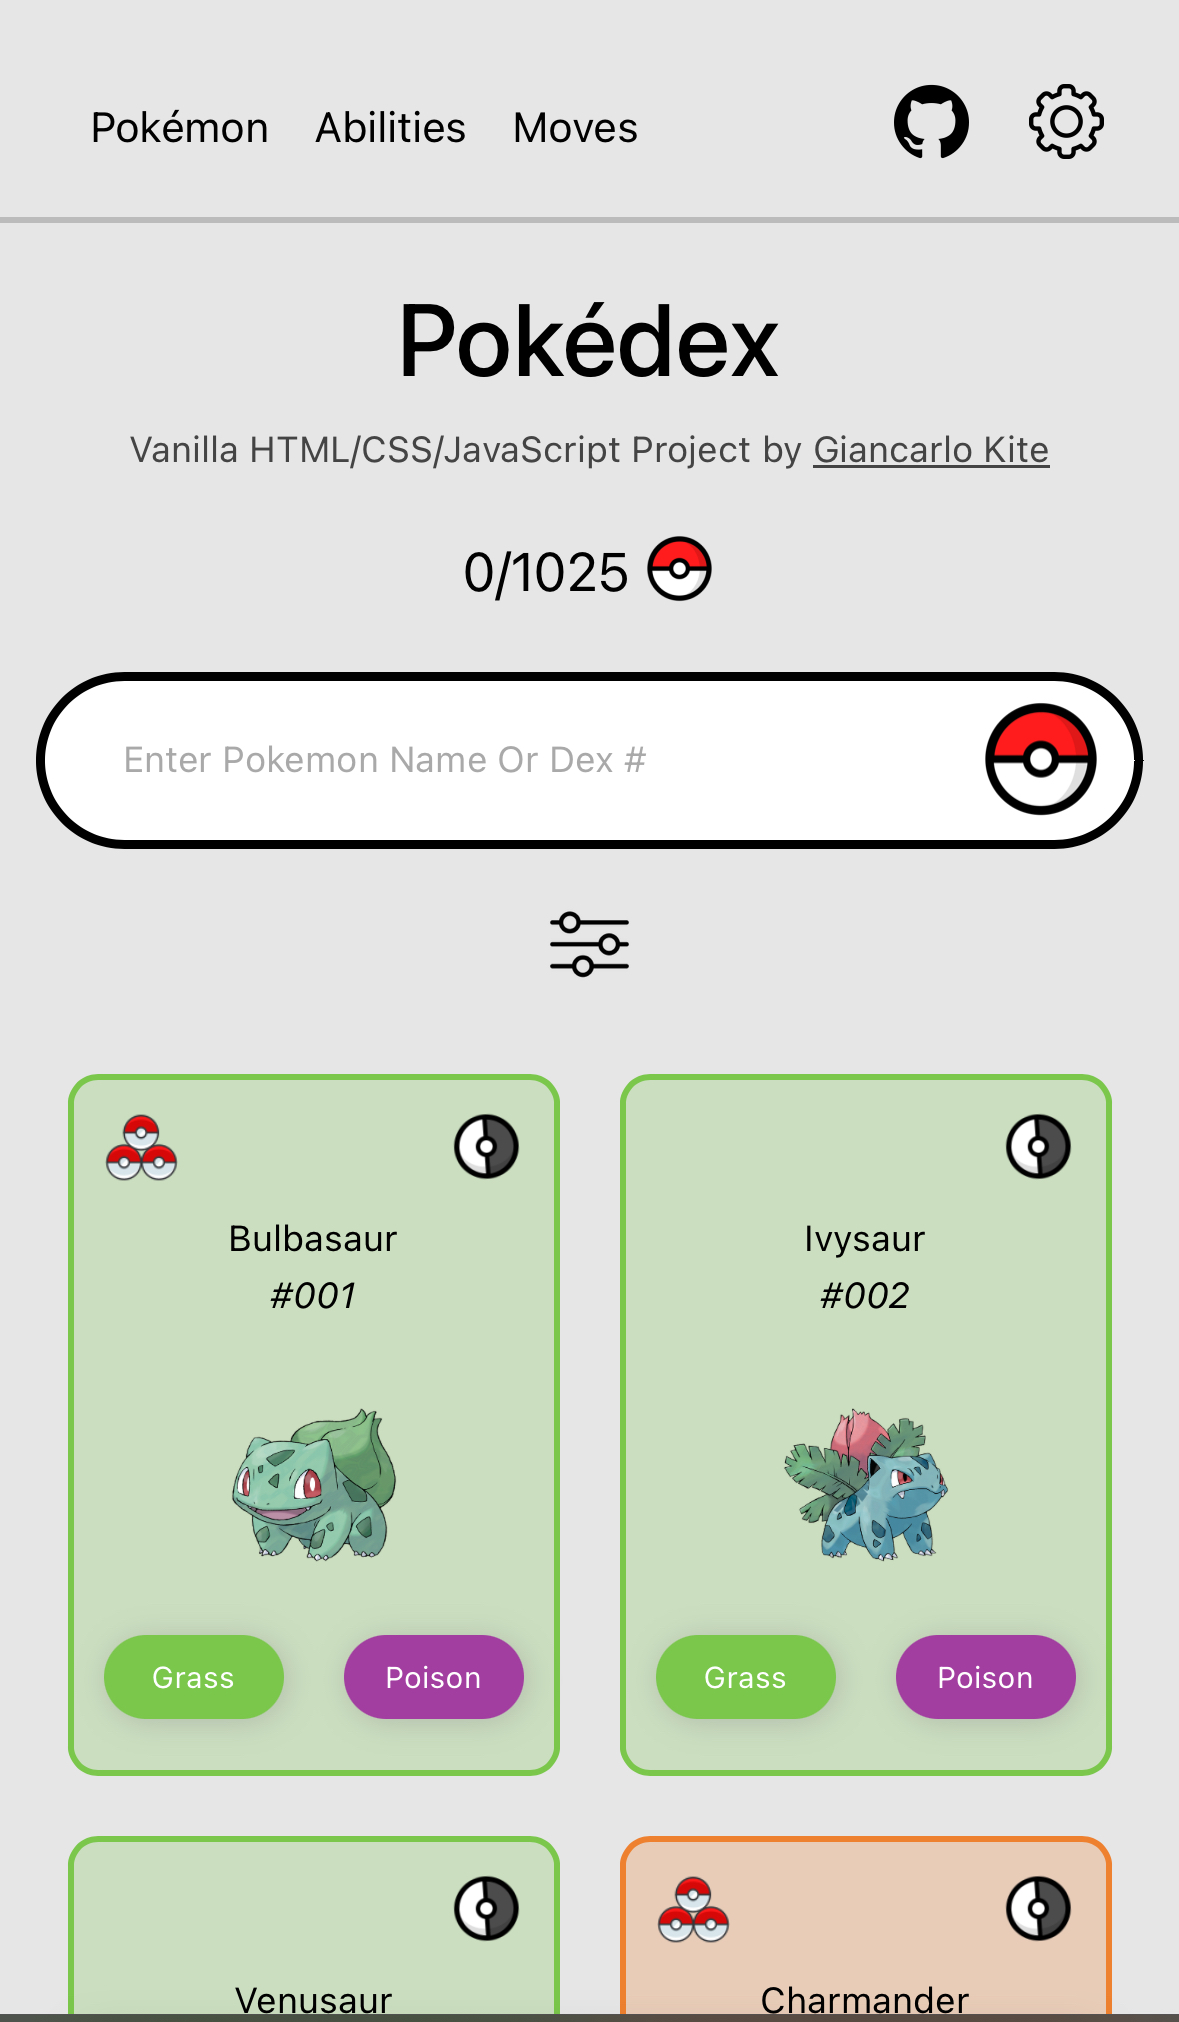 Pokémon Abilities Moves
Pokédex
Vanilla HTML/CSS/JavaScript Project by Giancarlo Kite
0/1025
Enter Pokemon Name Or Dex #
Bulbasaur
#001
Grass Poison
Ivysaur
#002
Grass Poison
Venusaur
Charmander